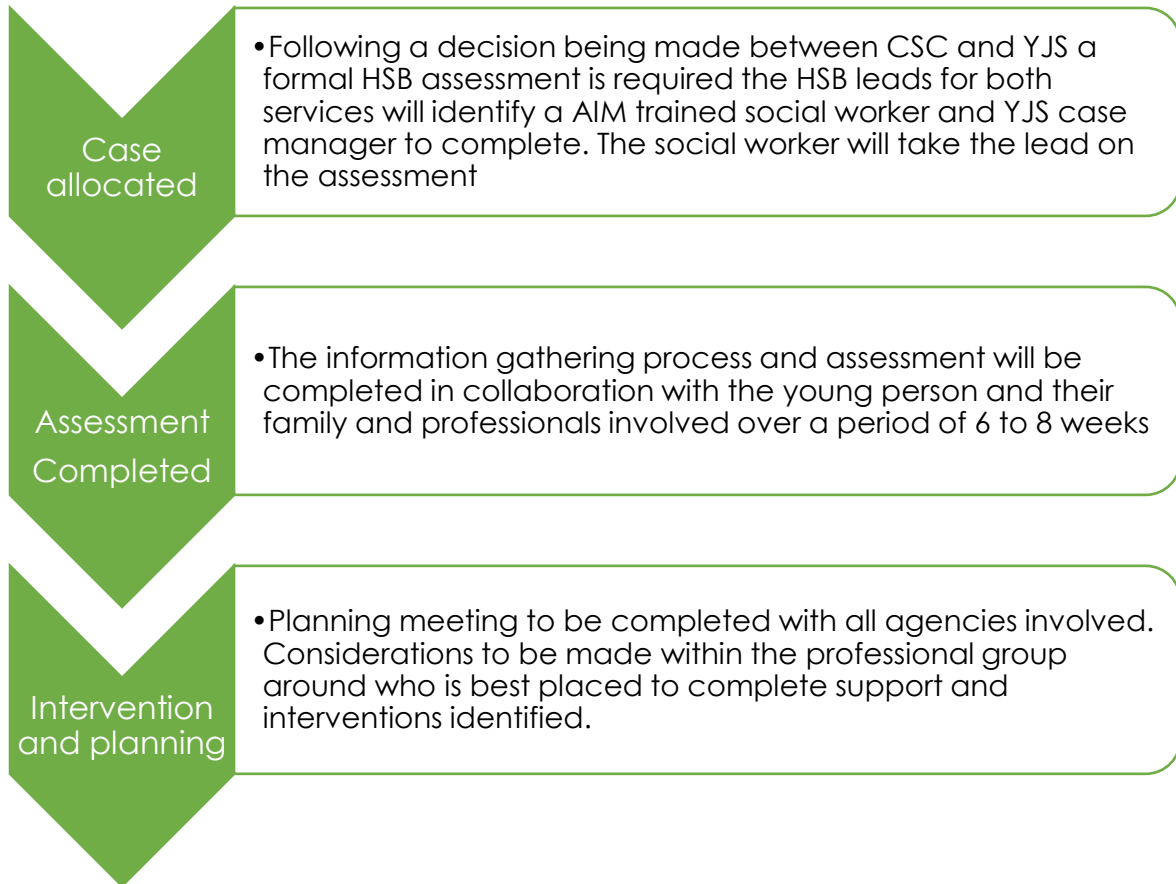 Case
allocated
•Following a decision being made between CSC and YJS a
formal HSB assessment is required the HSB leads for both
services will identify a AIM trained social worker and YJS case
manager to complete. The social worker will take the lead on
the assessment
Assessment
Completed
•The information gathering process and assessment will be
completed in collaboration with the young person and their
family and professionals involved over a period of 6 to 8 weeks
Intervention
and planning
•Planning meeting to be completed with all agencies involved.
Considerations to be made within the professional group
around who is best placed to complete support and
interventions identified.